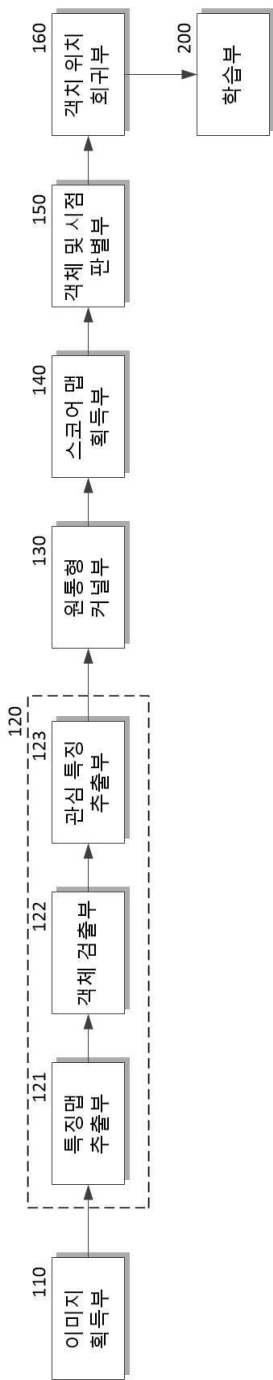 110
이미지
획득부
120
121
특징맵
추출부
122
객체 검출부
123
관심 특징
추출부
130
원통형
커널부
140
스코어 맵
획득부
150
객체 및 시점
판별부
160
객치 위치
회귀부
200
학습부